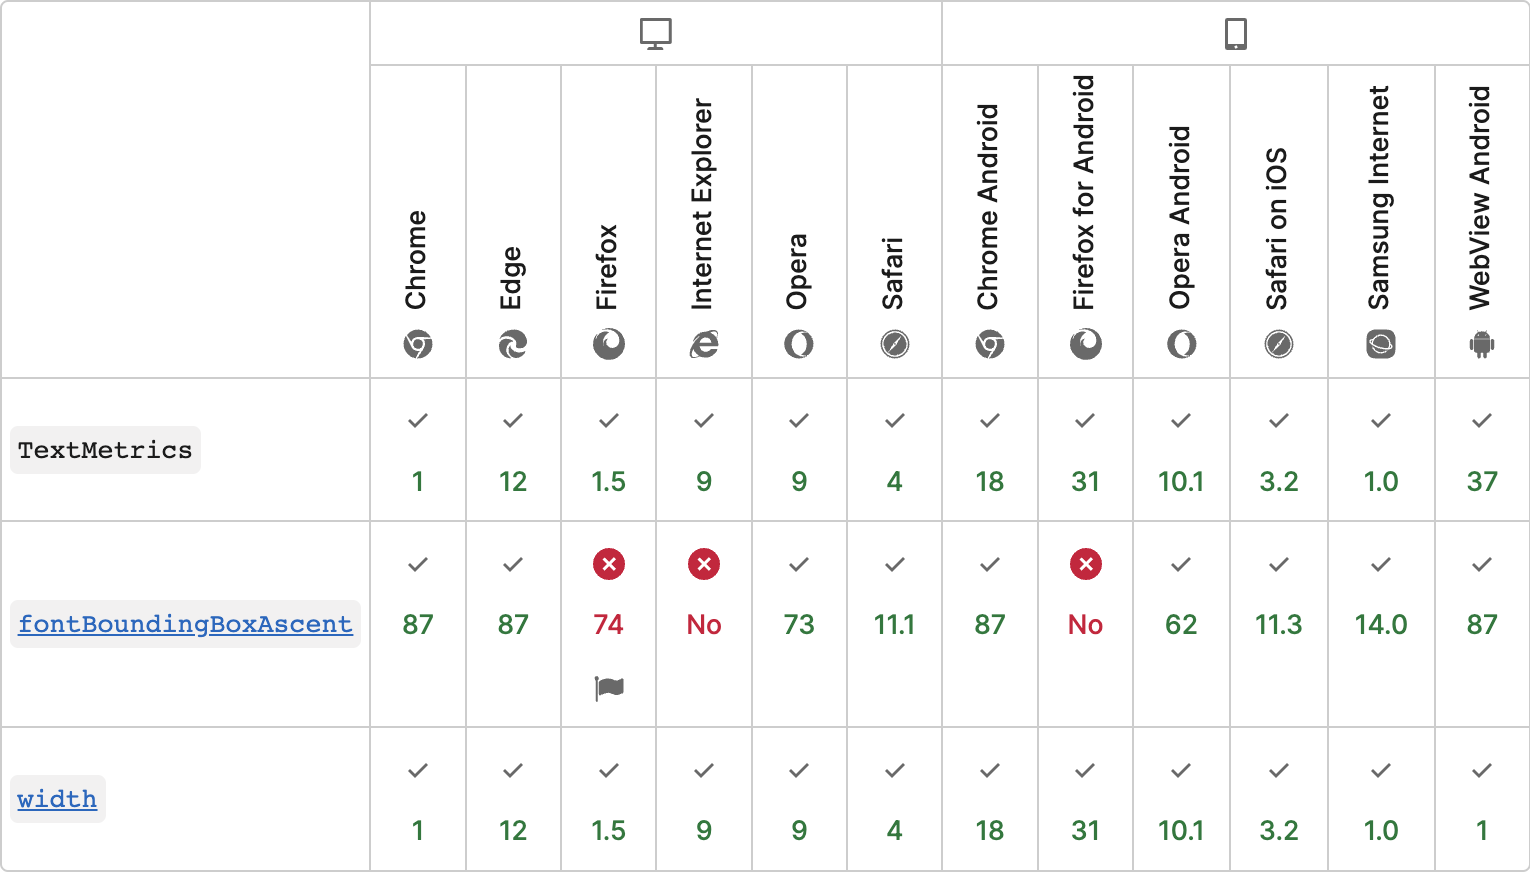 Chrome
Edge
Firefox
Internet Explorer
Opera
Safari
Chrome Android
Firefox for Android
Opera Android
Safari on iOS
Samsung Internet
WebView Android
TextMetrics
1 12 1.5 9 9 4 18 31 10.1 3.2 1.0 37
fontBoundingBoxAscent
87 87 74 No 73 11.1 87 No 62 11.3 14.0 87
width
1 12 1.5 9 9 4 18 31 10.1 3.2 1.0 1